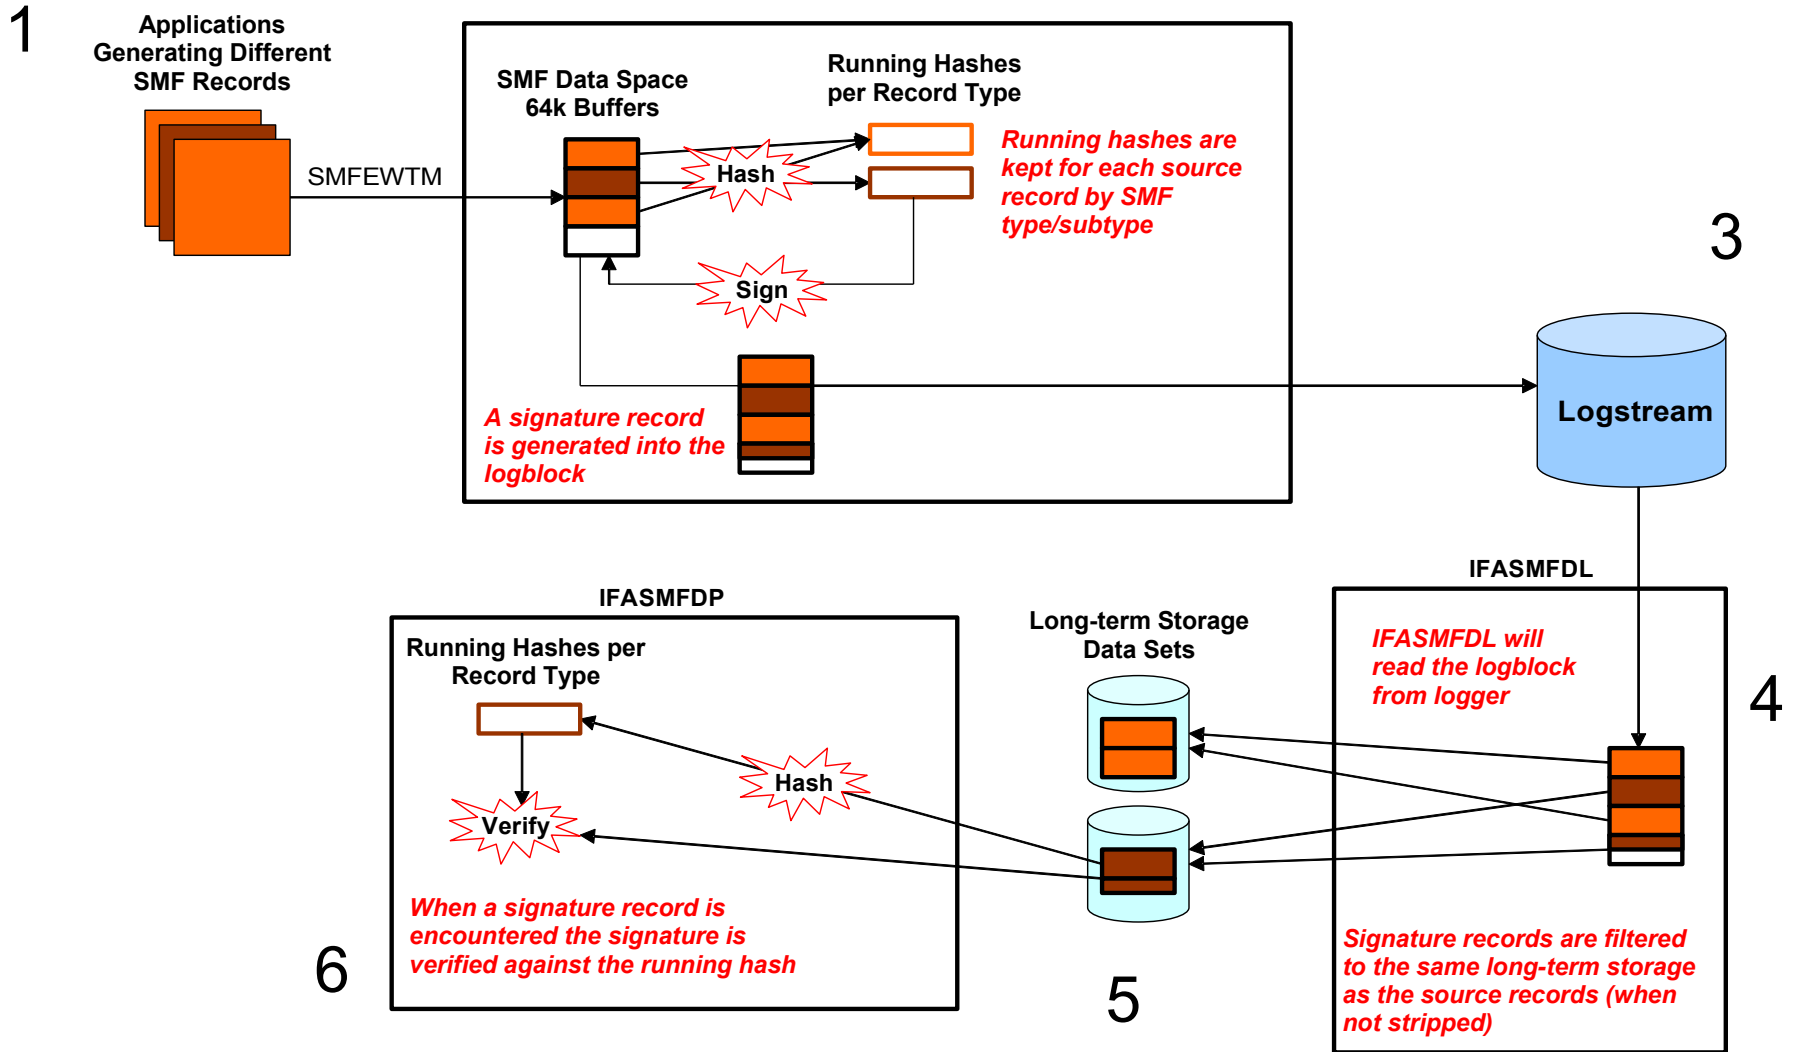 1
Applications
Generating Different
SMF Records
SMFEWTM
SMF Data Space
64k Buffers
Running Hashes
per Record Type
Hash
Running hashes are
kept for each source
record by SMF
type/subtype
Sign
A signature record
is generated into the
logblock
3
Logstream
IFASMFDL
IFASMFDL will
read the logblock
from logger
4
Signature records are filtered
to the same long-term storage
as the source records (when
not stripped)
Long-term Storage
Data Sets
5
IFASMFDP
Running Hashes per
Record Type
Hash
Verify
When a signature record is
encountered the signature is
verified against the running hash
6